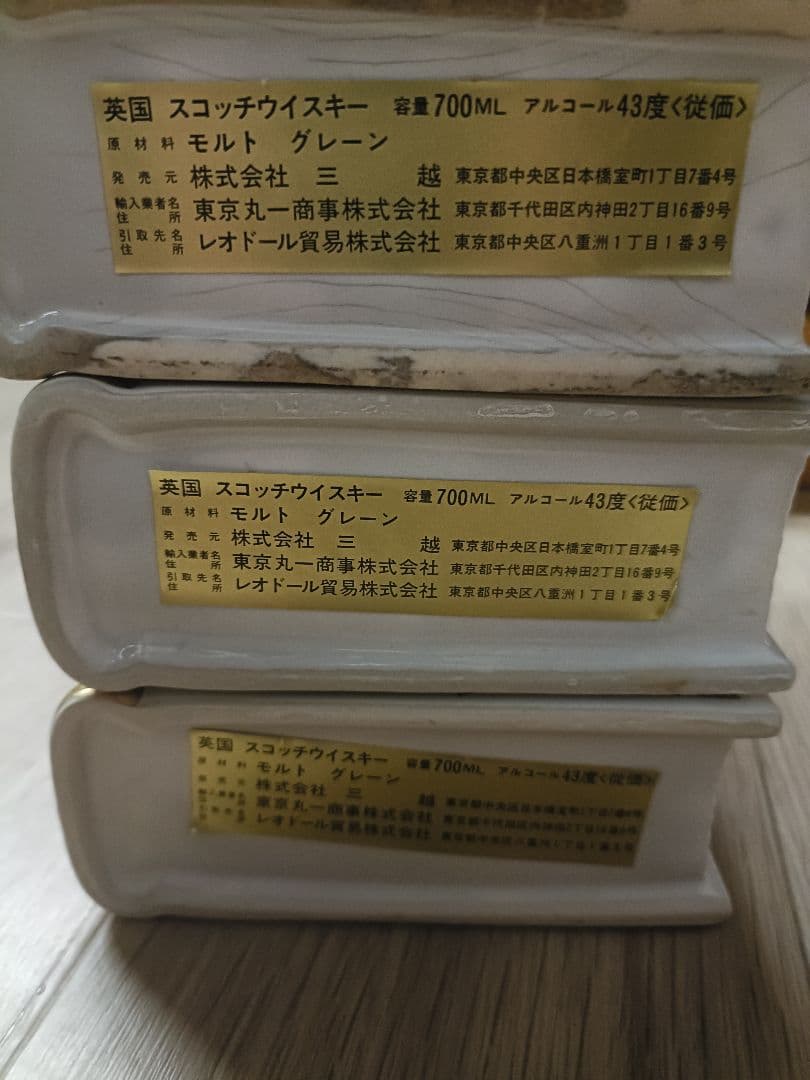 英国 スコッチウイスキー 容量700ML アルコール43度<従価>
原材料 モルト グレーン
発売元 株式会社 三越 東京都中央区日本橋室町1丁目7番4号
輸入業者名住所 東京丸一商事株式会社 東京都千代田区内神田2丁目16番9号
引取先名住所 レオドール貿易株式会社 東京都中央区八重洲1丁目1番3号
英国 スコッチウイスキー 容量700ML アルコール43度<従価>
原材料 モルト グレーン
発売元 株式会社 三越 東京都中央区日本橋室町1丁目7番4号
輸入業者名住所 東京丸一商事株式会社 東京都千代田区内神田2丁目16番9号
引取先名住所 レオドール貿易株式会社 東京都中央区八重洲1丁目1番3号
英国 スコッチウイスキー 容量700ML アルコール43度<従価>
原材料 モルト グレーン
株式会社 三越
東京丸一商事株式会社
レオドール貿易株式会社